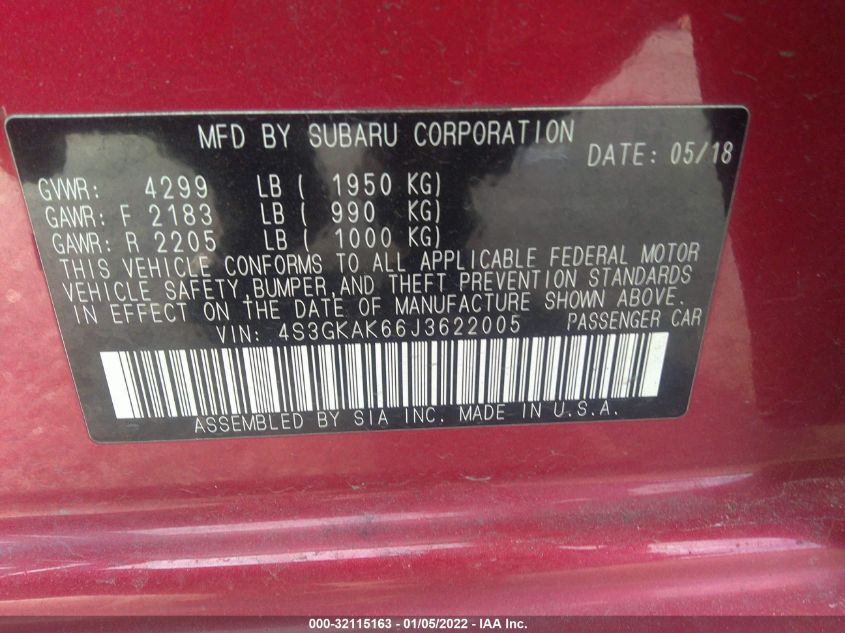 MFD BY SUBARU CORPORATION
DATE: 05/18
GVWR: 4299 LB ( 1950 KG)
GAWR: F 2183 LB ( 990 KG)
GAWR: R 2205 LB ( 1000 KG)
THIS VEHICLE CONFORMS TO ALL APPLICABLE FEDERAL MOTOR
VEHICLE SAFETY,BUMPER,AND THEFT PREVENTION STANDARDS
IN EFFECT ON THE DATE OF MANUFACTURE SHOWN ABOVE.
VIN: 4S3GKAK66J3622005 PASSENGER CAR
ASSEMBLED BY SIA INC. MADE IN U.S.A.
000-32115163 - 01/05/2022 - IAA Inc.